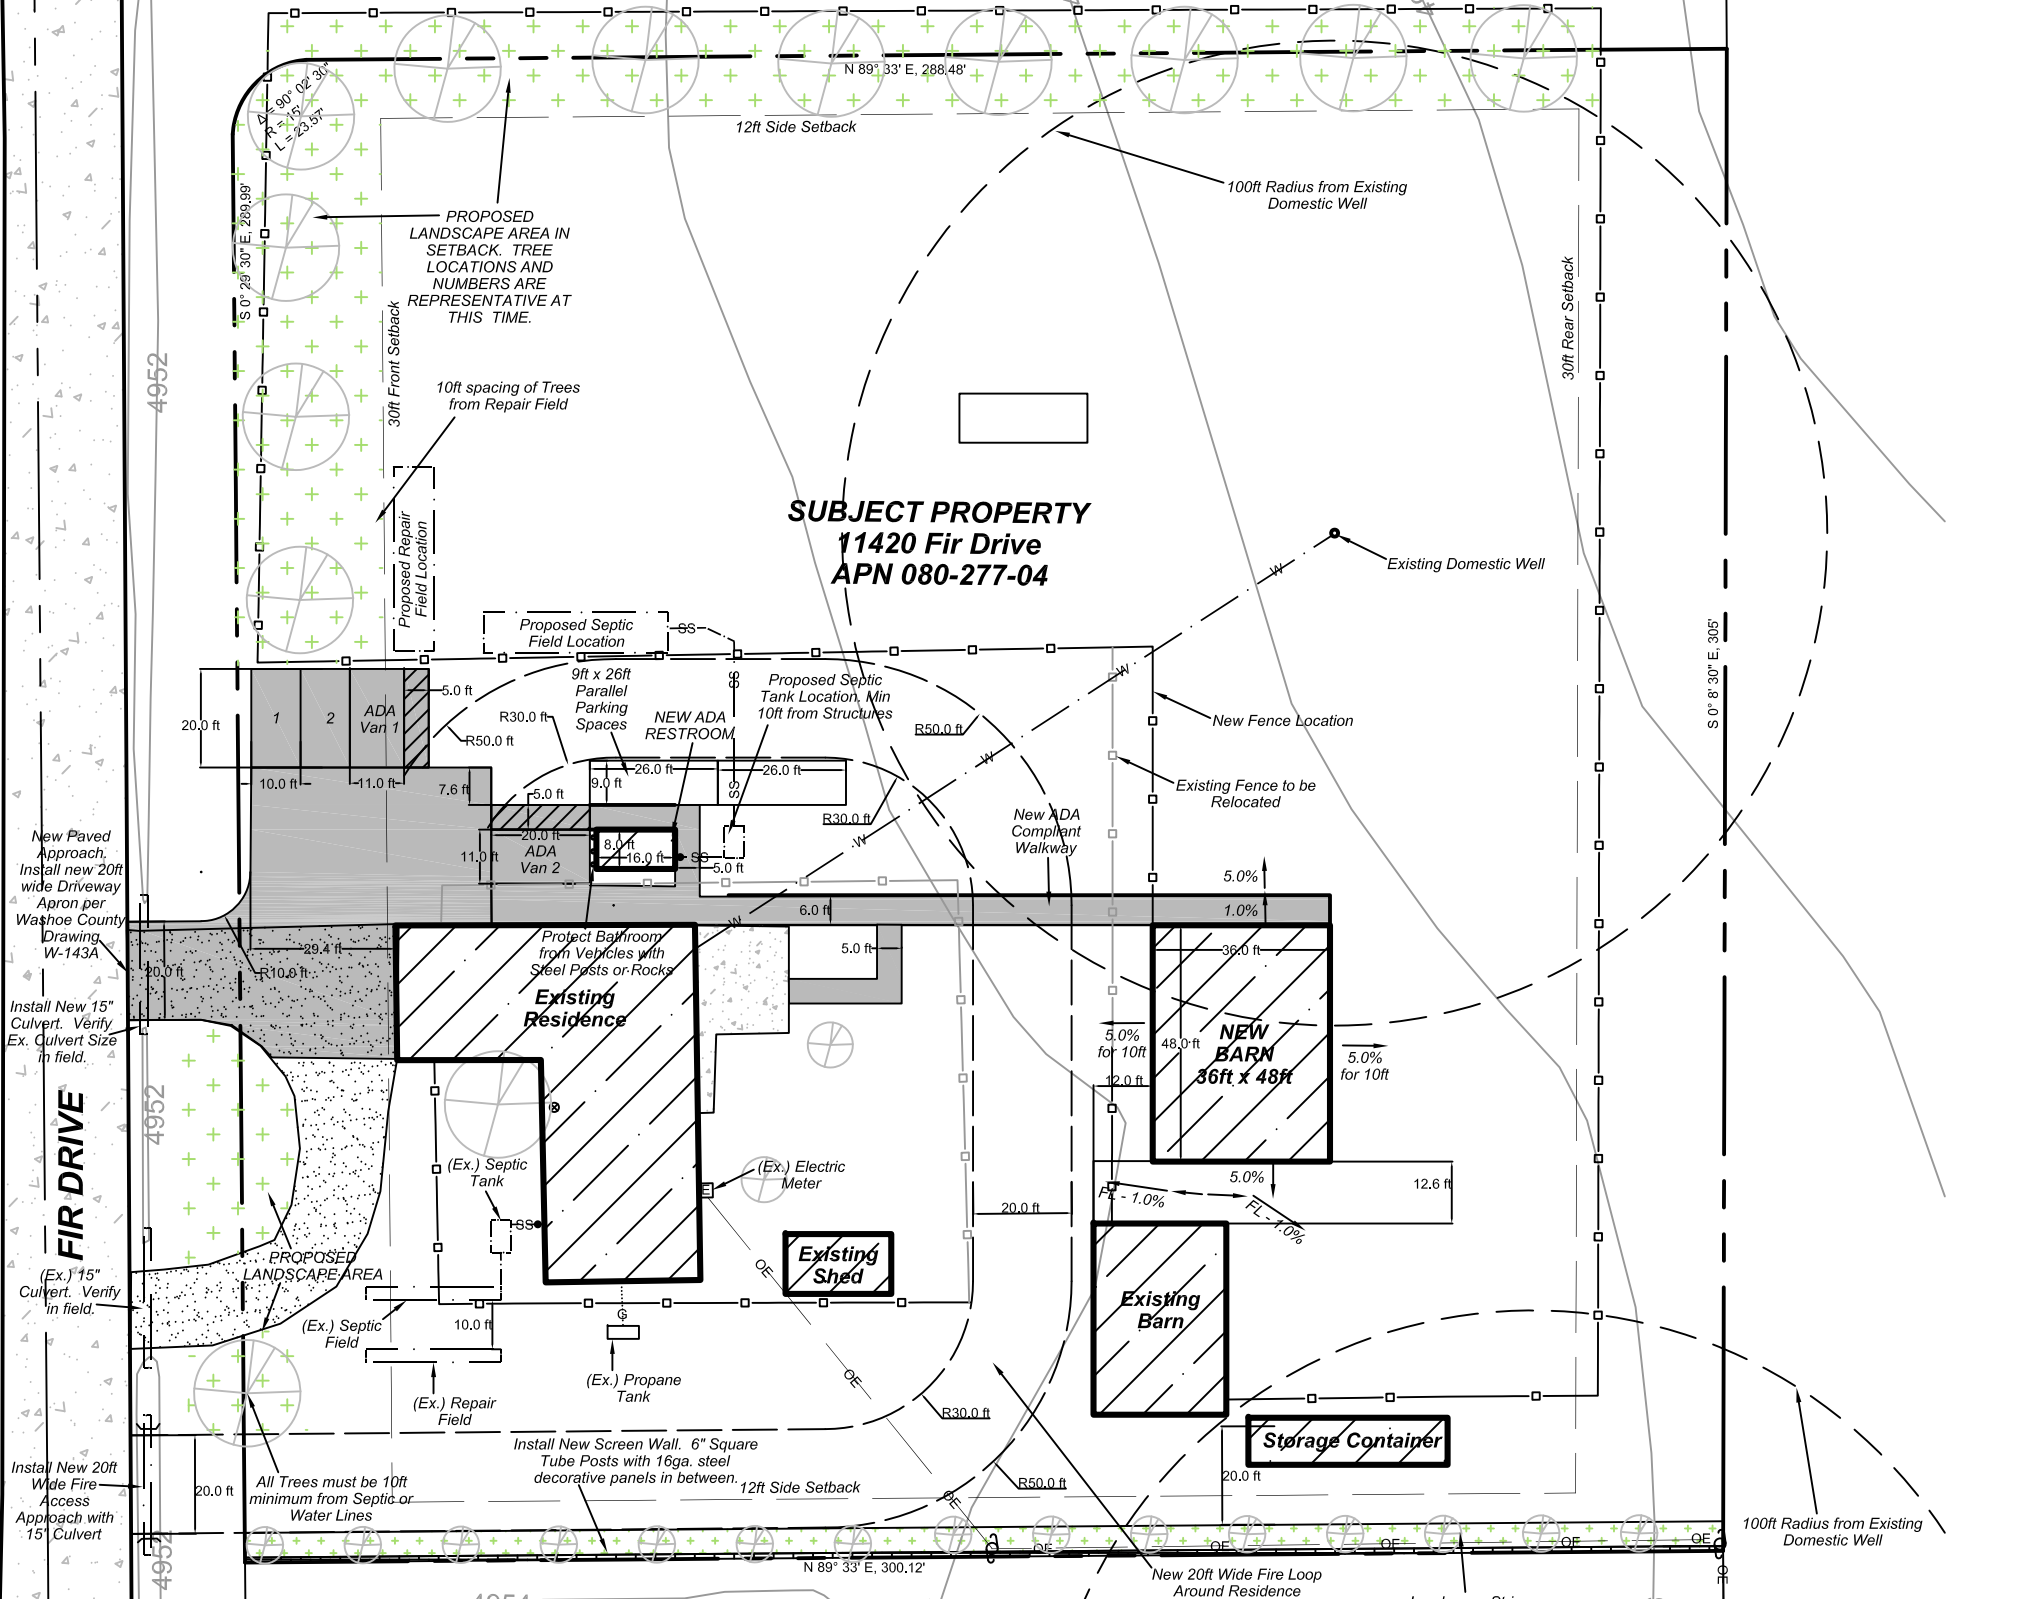 N 89° 33' E, 288.48'
Δ = 90° 02' 30"
R = 15'
L = 23.57'
12ft Side Setback
100ft Radius from Existing
Domestic Well
S 0° 29' 30" E, 289.99'
PROPOSED
LANDSCAPE AREA IN
SETBACK. TREE
LOCATIONS AND
NUMBERS ARE
REPRESENTATIVE AT
THIS TIME.
30ft Front Setback
30ft Rear Setback
4952
10ft spacing of Trees
from Repair Field
SUBJECT PROPERTY
11420 Fir Drive
APN 080-277-04
Existing Domestic Well
W
Proposed Repair
Field Location
Proposed Septic
Field Location
SS
S 0° 8' 30" E, 305'
9ft x 26ft
Parallel
Parking
Spaces
Proposed Septic
Tank Location. Min
10ft from Structures
SS
W
5.0 ft
R30.0 ft
R50.0 ft
NEW ADA
RESTROOM
R50.0 ft
New Fence Location
20.0 ft
1
2
ADA
Van 1
W
10.0 ft
11.0 ft
7.6 ft
26.0 ft
26.0 ft
9.0 ft
5.0 ft
SS
R30.0 ft
Existing Fence to be
Relocated
New ADA
Compliant
Walkway
New Paved
Approach.
Install new 20ft
wide Driveway
Apron per
Washoe County
Drawing
W-143A
20.0 ft
ADA
Van 2
11.0 ft
8.0 ft
16.0 ft
SS
5.0 ft
W
5.0%
1.0%
6.0 ft
W
29.4 ft
R10.0 ft
20.0 ft
Protect Bathroom
from Vehicles with
Steel Posts or Rocks
Existing
Residence
5.0 ft
36.0 ft
48.0 ft
NEW
BARN
36ft x 48ft
5.0%
for 10ft
5.0%
for 10ft
12.0 ft
Install New 15"
Culvert. Verify
Ex. Culvert Size
in field.
4952
FIR DRIVE
(Ex.) Septic
Tank
SS
(Ex.) Electric
Meter
E
5.0%
12.6 ft
FL - 1.0%
FL - 1.0%
20.0 ft
PROPOSED
LANDSCAPE AREA
(Ex.) 15"
Culvert. Verify
in field.
OE
Existing
Shed
Existing
Barn
(Ex.) Septic
Field
10.0 ft
G
(Ex.) Propane
Tank
(Ex.) Repair
Field
OE
R30.0 ft
Storage Container
Install New Screen Wall. 6" Square
Tube Posts with 16ga. steel
decorative panels in between.
12ft Side Setback
R50.0 ft
20.0 ft
Install New 20ft
Wide Fire
Access
Approach with
15" Culvert
20.0 ft
All Trees must be 10ft
minimum from Septic or
Water Lines
OE
100ft Radius from Existing
Domestic Well
4952
OE
OE
OE
OE
OE
OE
N 89° 33' E, 300.12'
New 20ft Wide Fire Loop
Around Residence